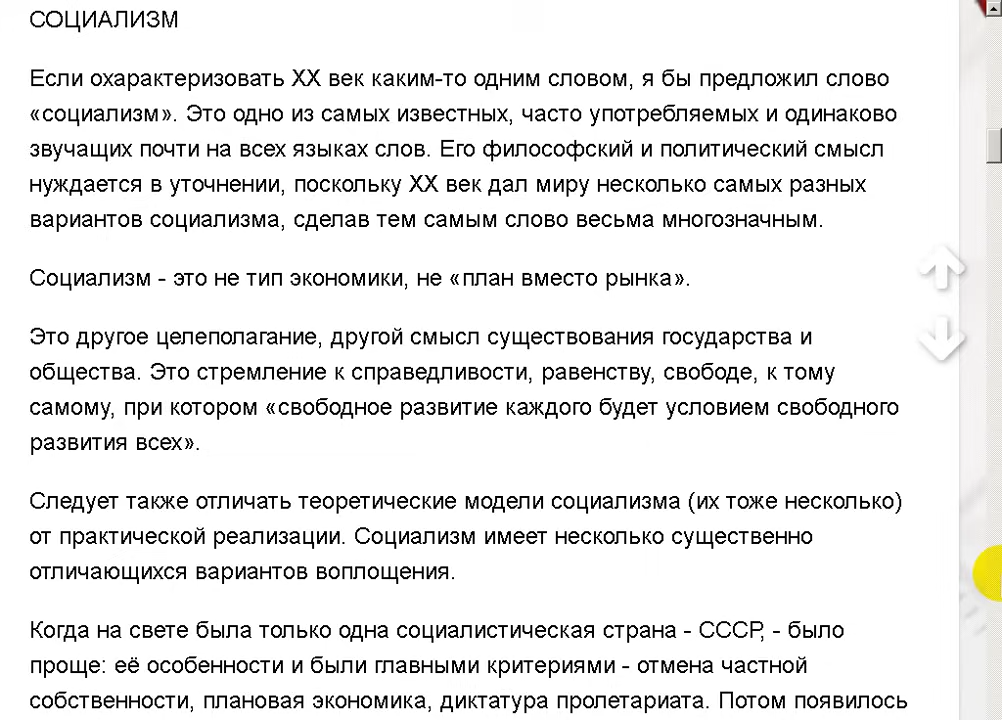 СОЦИАЛИЗМ
Если охарактеризовать XX век каким-то одним словом, я бы предложил слово
«социализм». Это одно из самых известных, часто употребляемых и одинаково
звучащих почти на всех языках слов. Его философский и политический смысл
нуждается в уточнении, поскольку XX век дал миру несколько самых разных
вариантов социализма, сделав тем самым слово весьма многозначным.
Социализм - это не тип экономики, не «план вместо рынка».
Это другое целеполагание, другой смысл существования государства и
общества. Это стремление к справедливости, равенству, свободе, к тому
самому, при котором «свободное развитие каждого будет условием свободного
развития всех».
Следует также отличать теоретические модели социализма (их тоже несколько)
от практической реализации. Социализм имеет несколько существенно
отличающихся вариантов воплощения.
Когда на свете была только одна социалистическая страна - СССР, - было
проще: её особенности и были главными критериями - отмена частной
собственности, плановая экономика, диктатура пролетариата. Потом появилось